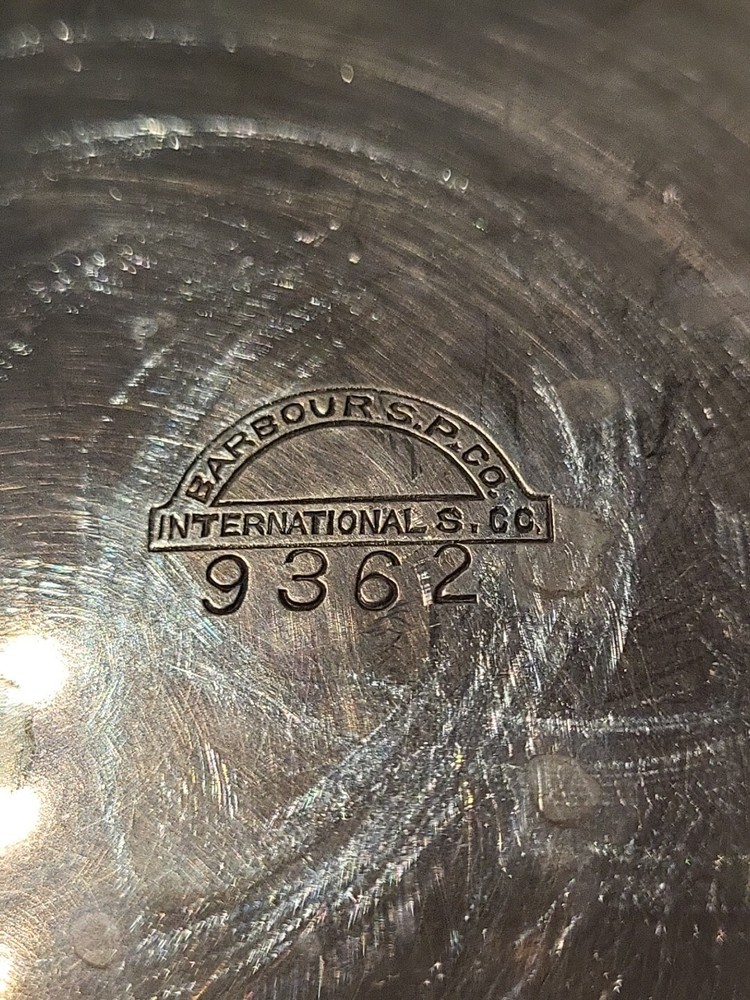 BARBOUR S.P.CO.
INTERNATIONAL S. CO.
9362